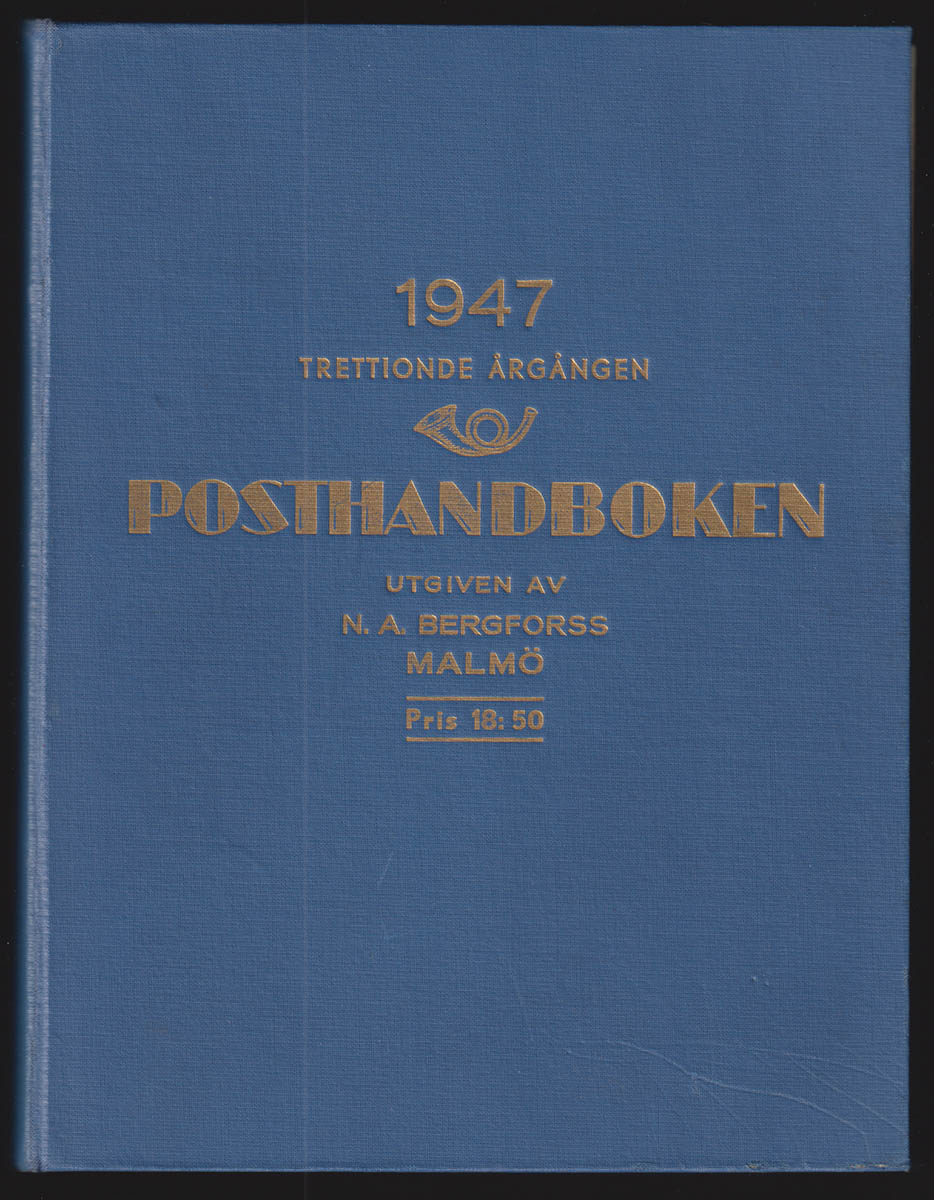 1947
TRETTIONDE ÅRGÅNGEN
POSTHANDBOKEN
UTGIVEN AV
N. A. BERGFORSS
MALMÖ
Pris 18:50